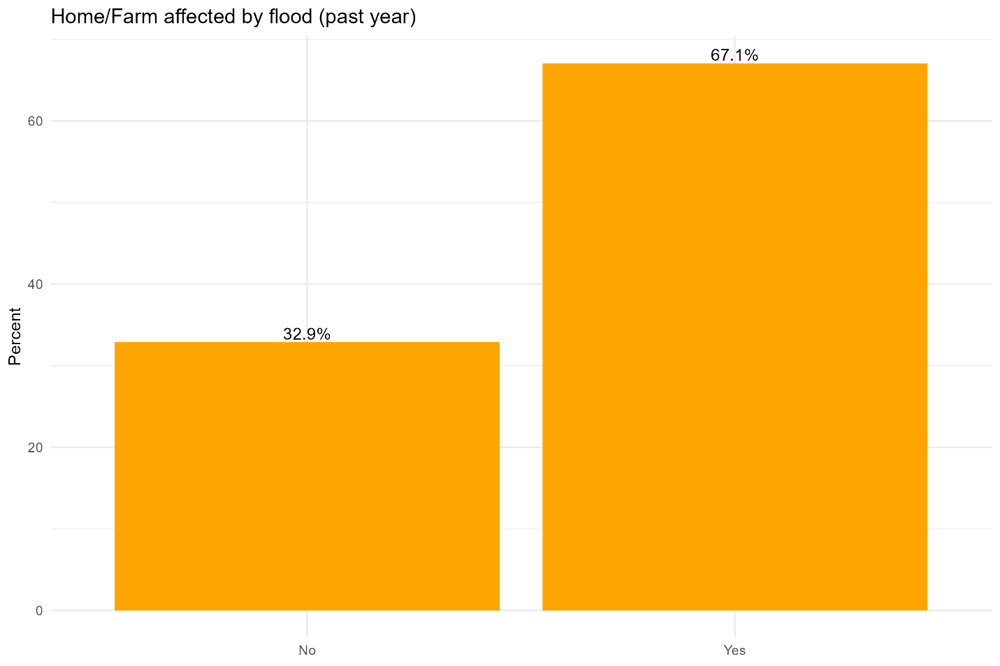 Home/Farm affected by flood (past year)
67.1%
60
40
Percent
32.9%
20
0
No
Yes